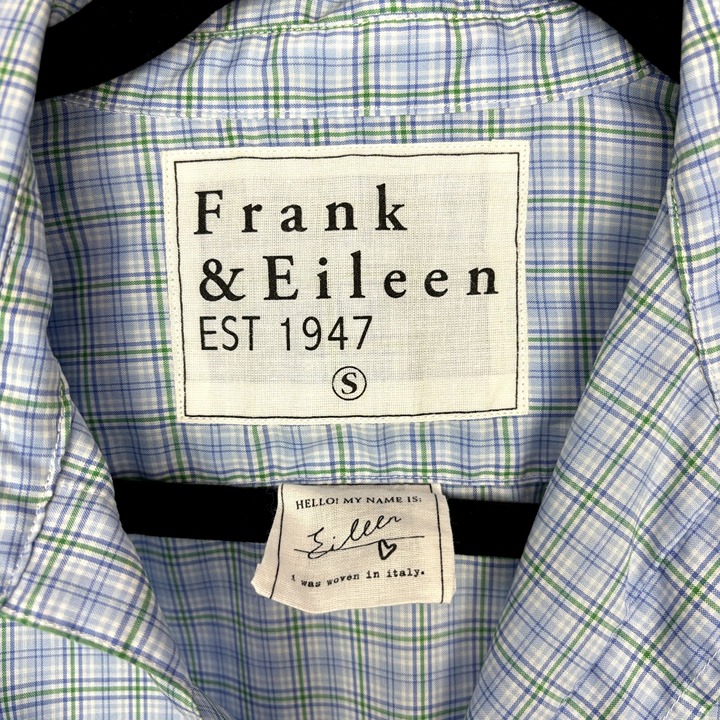 Frank
& Eileen
EST 1947
S
HELLO! MY NAME IS:
Eileen
i was woven in italy.